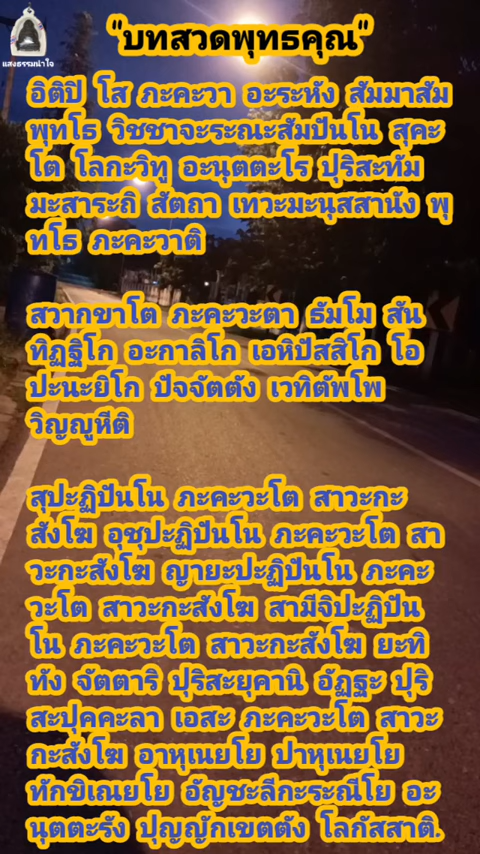 แสงธรรมนำใจ
"บทสวดพุทธคุณ"
อิติปิ โส ภะคะวา อะระหัง สัมมาสัม
พุทโธ วิชชาจะระณะสัมปันโน สุคะ
โต โลกะวิทู อะนุตตะโร ปุริสะทัม
มะสาระถิ สัตถา เทวะมะนุสสานัง พุ
ทโธ ภะคะวาติ
สวากขาโต ภะคะวะตา ธัมโม สัน
ทิฏฐิโก อะกาลิโก เอหิปัสสิโก โอ
ปะนะยิโก ปัจจัตตัง เวทิตัพโพ
วิญญูหีติ
สุปะฏิปันโน ภะคะวะโต สาวะกะ
สังโฆ อุชุปะฏิปันโน ภะคะวะโต สา
วะกะสังโฆ ญายะปะฏิปันโน ภะคะ
วะโต สาวะกะสังโฆ สามีจิปะฏิปัน
โน ภะคะวะโต สาวะกะสังโฆ ยะทิ
ทัง จัตตาริ ปุริสะยุคานิ อัฏฐะ ปุริ
สะปุคคะลา เอสะ ภะคะวะโต สาวะ
กะสังโฆ อาหุเนยโย ปาหุเนยโย
ทักขิเณยโย อัญชะลีกะระณีโย อะ
นุตตะรัง ปุญญักเขตตัง โลกัสสาติ.